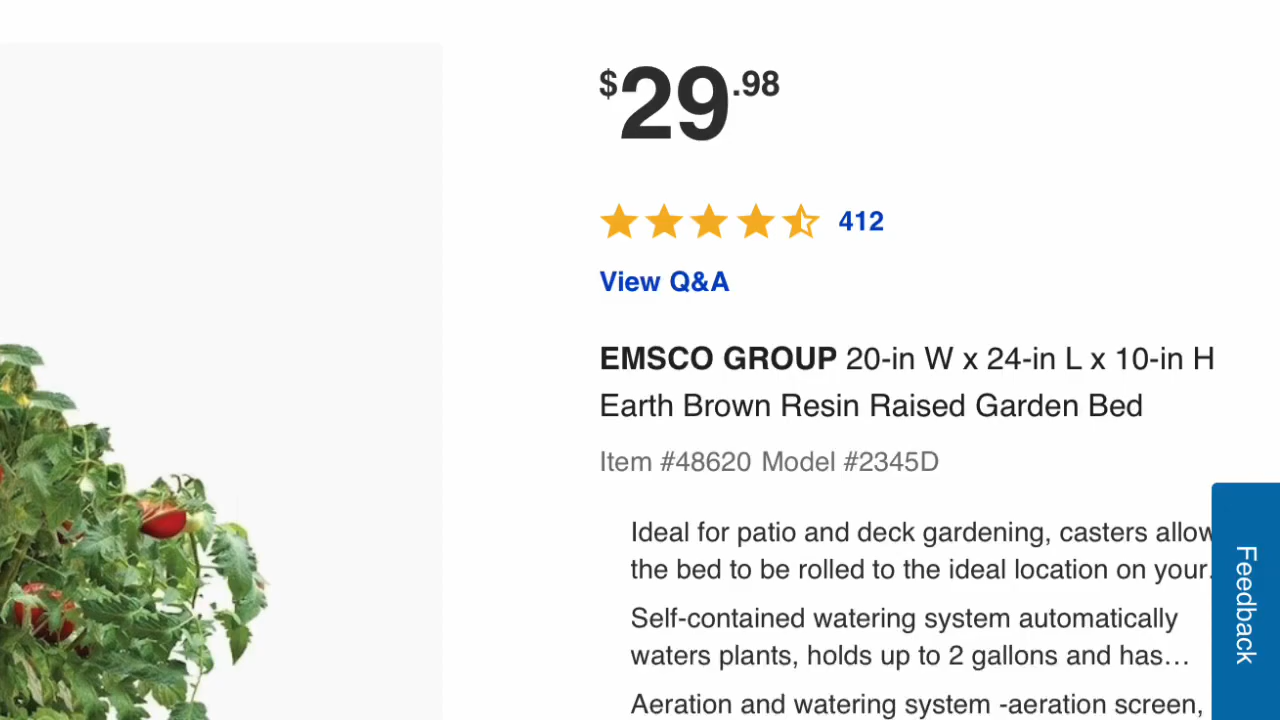 $29.98
412
View Q&A
EMSCO GROUP 20-in W x 24-in L x 10-in H
Earth Brown Resin Raised Garden Bed
Item #48620 Model #2345D
Ideal for patio and deck gardening, casters allow
the bed to be rolled to the ideal location on your.
Self-contained watering system automatically
waters plants, holds up to 2 gallons and has…
Aeration and watering system -aeration screen,
Feedback